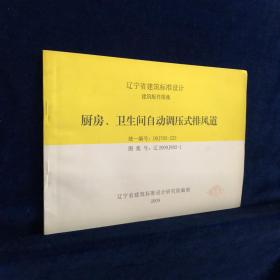 辽宁省建筑标准设计
建筑配件图集
厨房、卫生间自动调压式排风道
统一编号：DBJT05-223
图 集 号：辽2009J902-1
辽宁省建筑标准设计研究院编制
2009